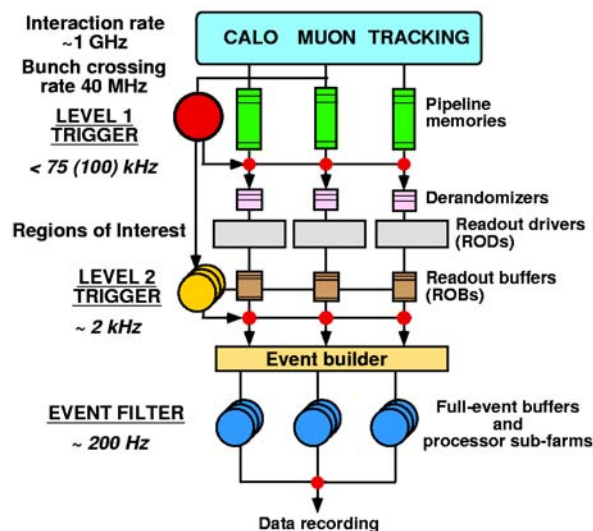 Interaction rate
~1 GHz
CALO MUON TRACKING
Bunch crossing
rate 40 MHz
LEVEL 1
TRIGGER
< 75 (100) kHz
Pipeline
memories
Derandomizers
Regions of Interest
Readout drivers
(RODs)
LEVEL 2
TRIGGER
~ 2 kHz
Readout buffers
(ROBs)
Event builder
EVENT FILTER
~ 200 Hz
Full-event buffers
and
processor sub-farms
Data recording